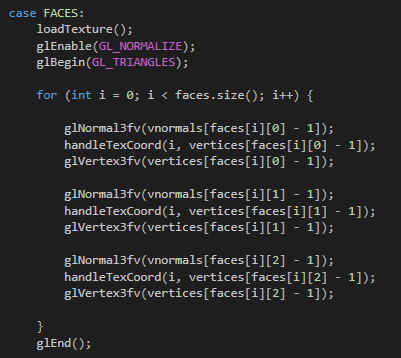 case FACES:
loadTexture();
glEnable(GL_NORMALIZE);
glBegin(GL_TRIANGLES);
for (int i = 0; i < faces.size(); i++) {
glNormal3fv(vnormals[faces[i][0] - 1]);
handleTexCoord(i, vertices[faces[i][0] - 1]);
glVertex3fv(vertices[faces[i][0] - 1]);
glNormal3fv(vnormals[faces[i][1] - 1]);
handleTexCoord(i, vertices[faces[i][1] - 1]);
glVertex3fv(vertices[faces[i][1] - 1]);
glNormal3fv(vnormals[faces[i][2] - 1]);
handleTexCoord(i, vertices[faces[i][2] - 1]);
glVertex3fv(vertices[faces[i][2] - 1]);
}
glEnd();